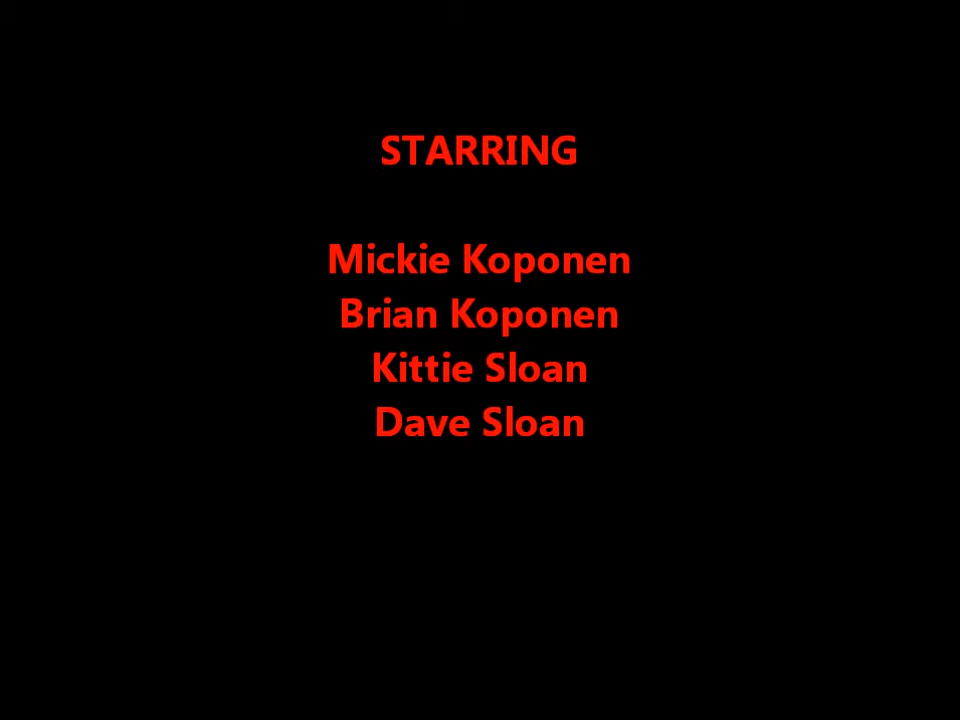 STARRING
Mickie Koponen
Brian Koponen
Kittie Sloan
Dave Sloan